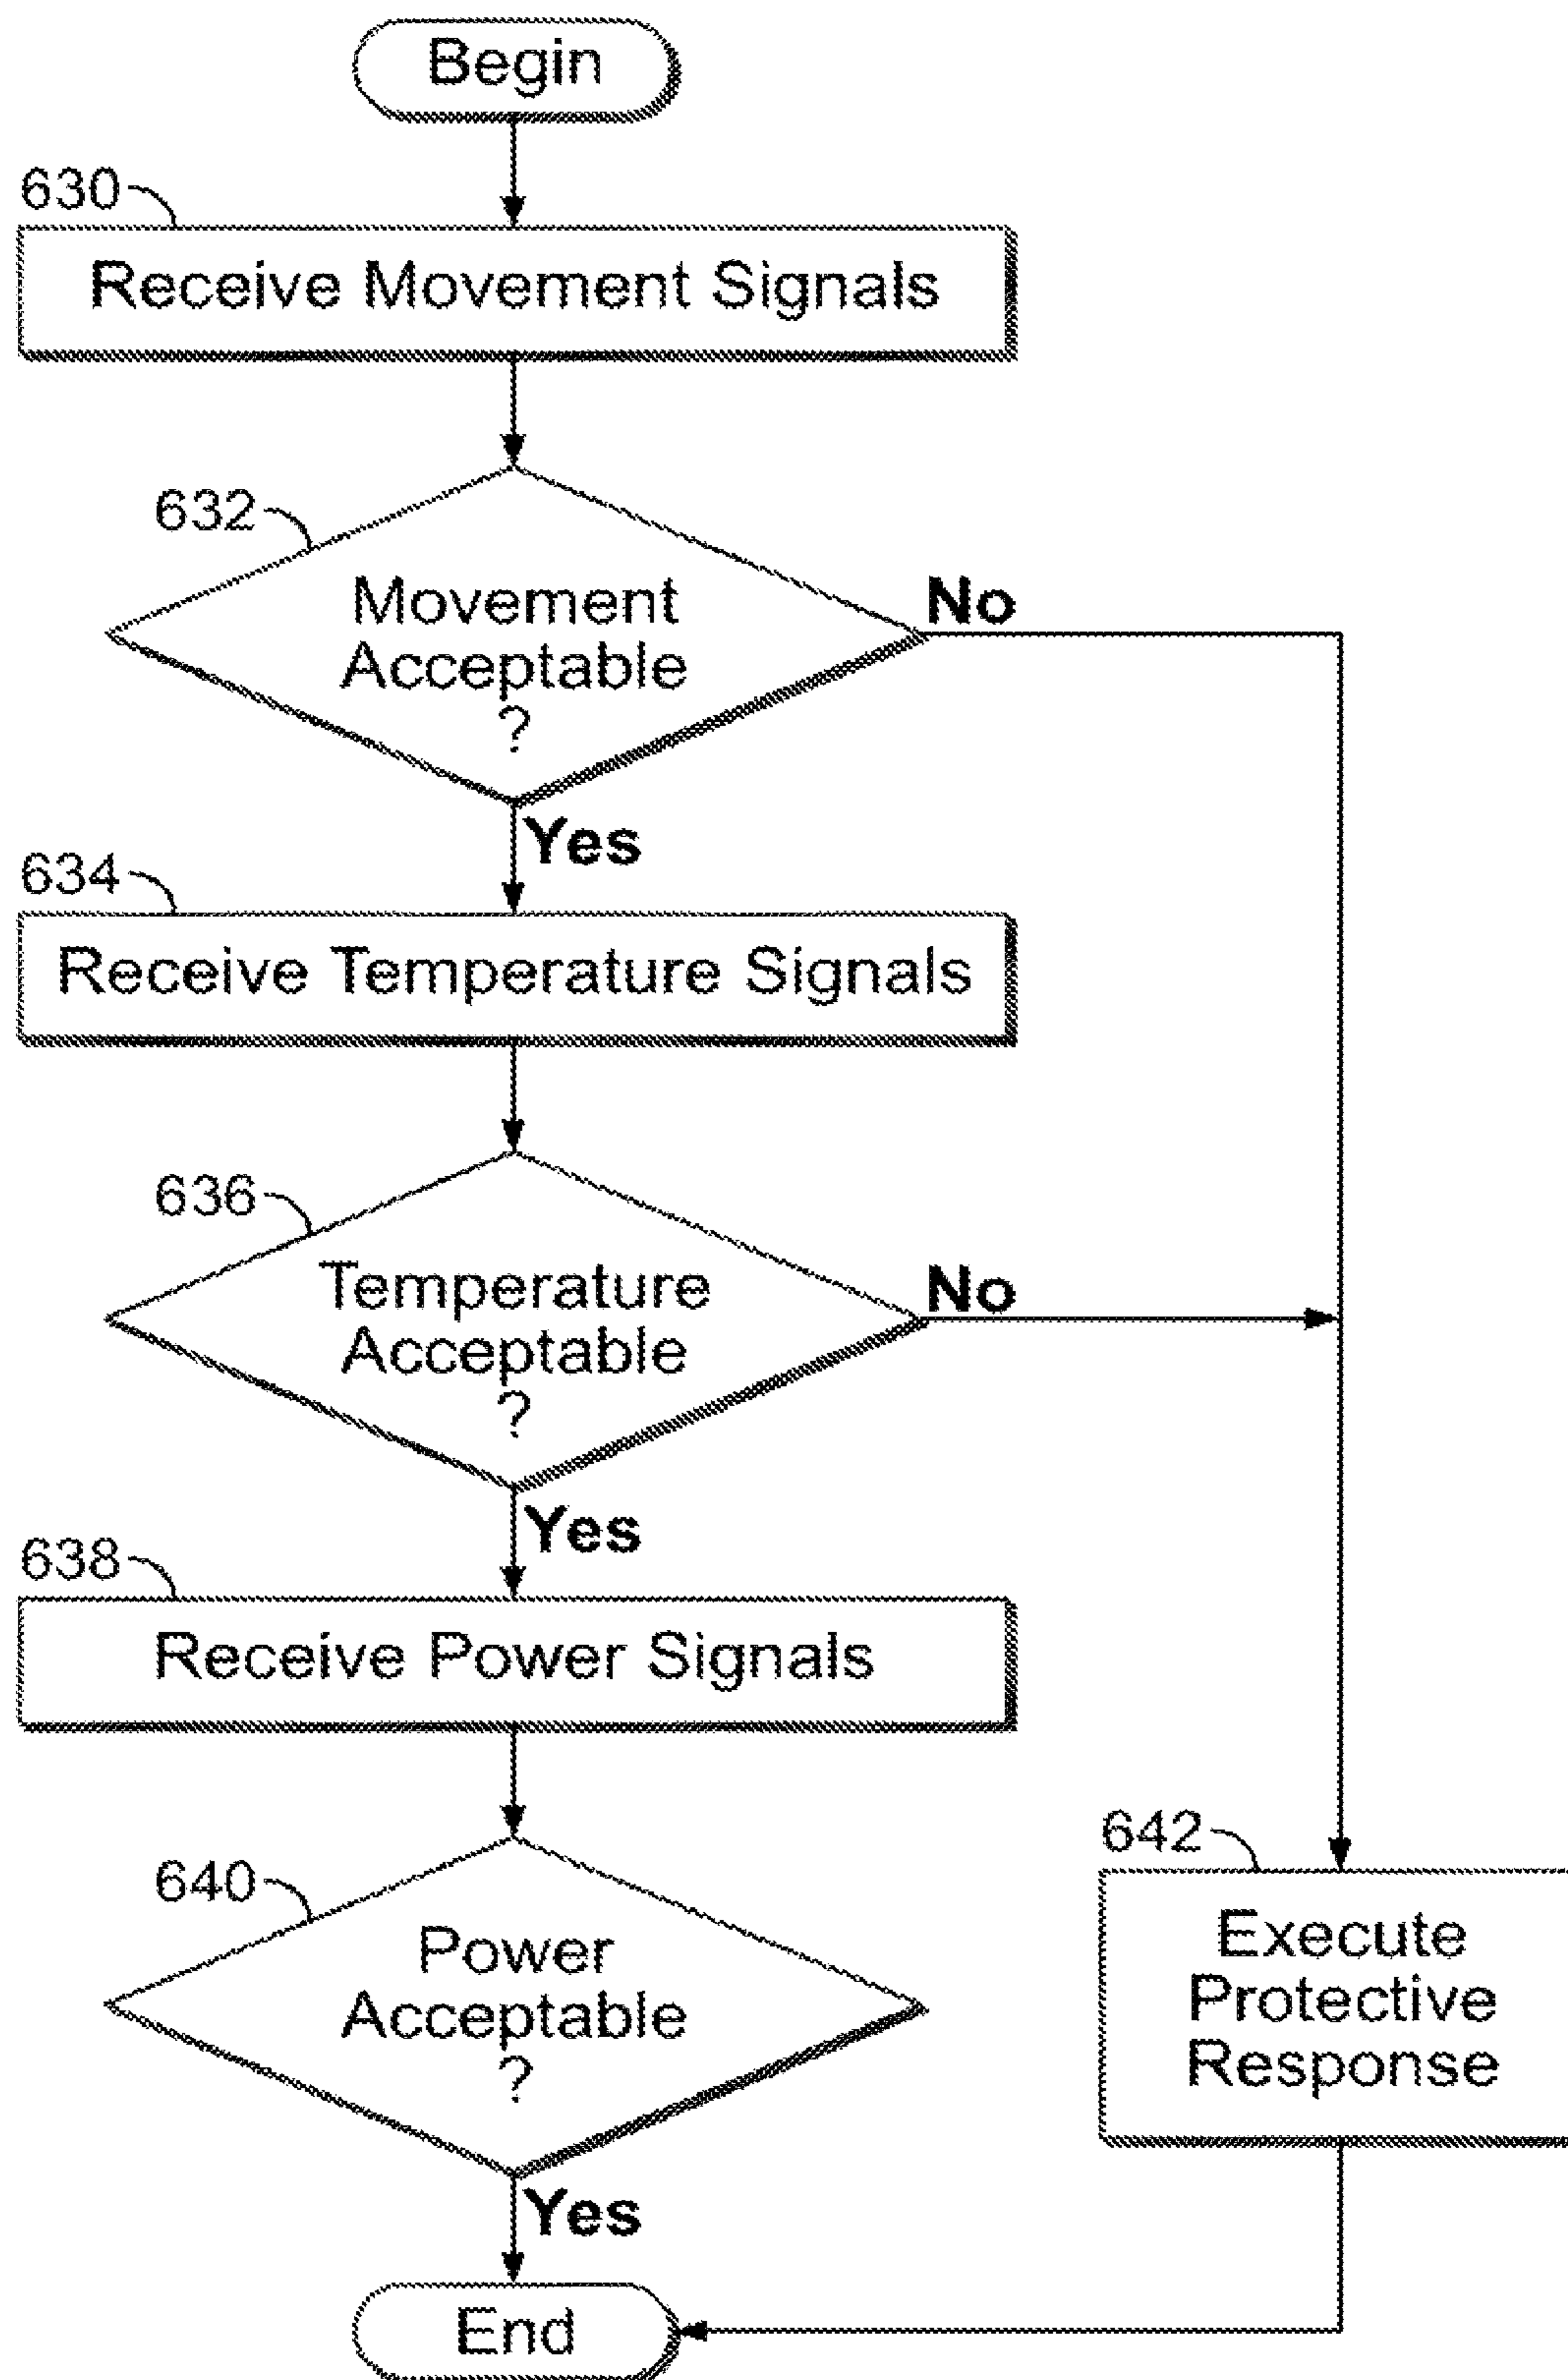 Begin
630
Receive Movement Signals
632
Movement
Acceptable
?
No
Yes
634
Receive Temperature Signals
636
Temperature
Acceptable
?
No
Yes
638
Receive Power Signals
640
Power
Acceptable
?
Yes
642
Execute
Protective
Response
End